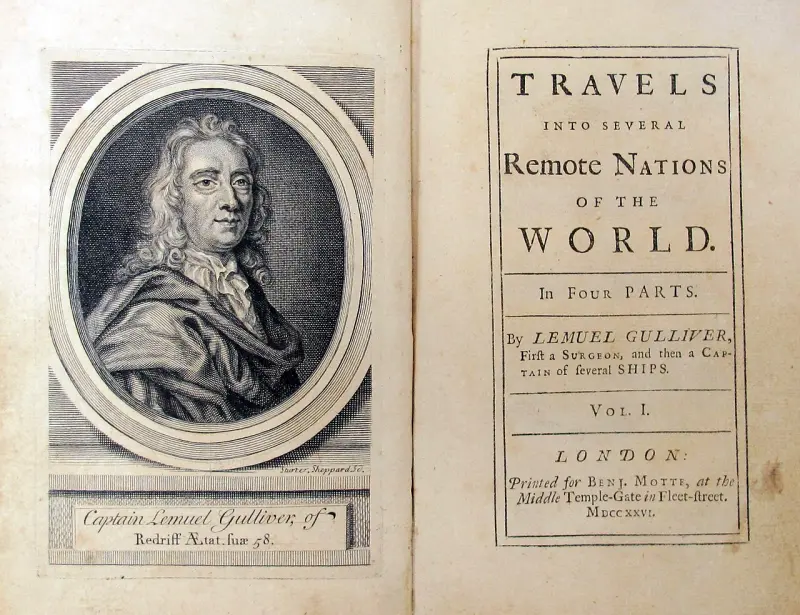 Sturt et. Sheppard. Sc.
Captain Lemuel Gulliver, of
Redriff Ætat. suæ 58.
TRAVELS
INTO SEVERAL
Remote NATIONS
OF THE
WORLD.
In FOUR PARTS.
By LEMUEL GULLIVER,
Firſt a SURGEON, and then a CAP-
TAIN of ſeveral SHIPS.
VOL. I.
LONDON:
Printed for BENJ. MOTTE, at the
Middle Temple-Gate in Fleet-ſtreet.
MDCCXXVI.